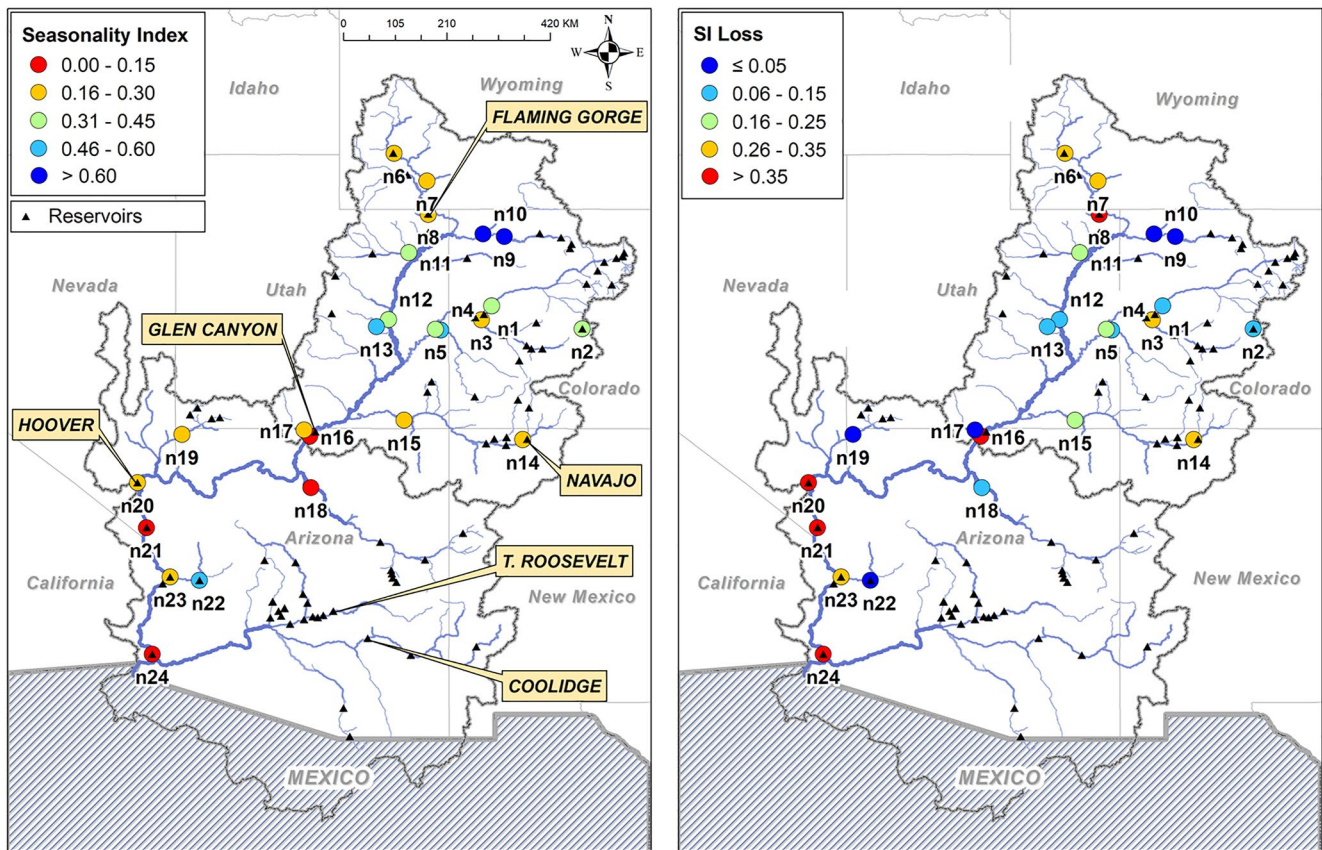 Seasonality Index
0.00 - 0.15
0.16 - 0.30
0.31 - 0.45
0.46 - 0.60
> 0.60
Reservoirs
0 105 210 420 KM
N
W E
S
Idaho
Wyoming
FLAMING GORGE
n6
n7
n10
n8
n9
n11
Nevada
Utah
n12
n4
n1
GLEN CANYON
n13
n5
n3
n2
Colorado
HOOVER
n17
n16
n15
n19
n14
NAVAJO
n20
n18
n21
Arizona
T. ROOSEVELT
California
n23
n22
New Mexico
n24
COOLIDGE
MEXICO
SI Loss
≤ 0.05
0.06 - 0.15
0.16 - 0.25
0.26 - 0.35
> 0.35
Idaho
Wyoming
n6
n7
n10
n8
n9
n11
Nevada
Utah
n12
n4
n1
n13
n5
n3
n2
Colorado
n17
n16
n15
n19
n14
n20
n18
n21
Arizona
California
n23
n22
New Mexico
n24
MEXICO